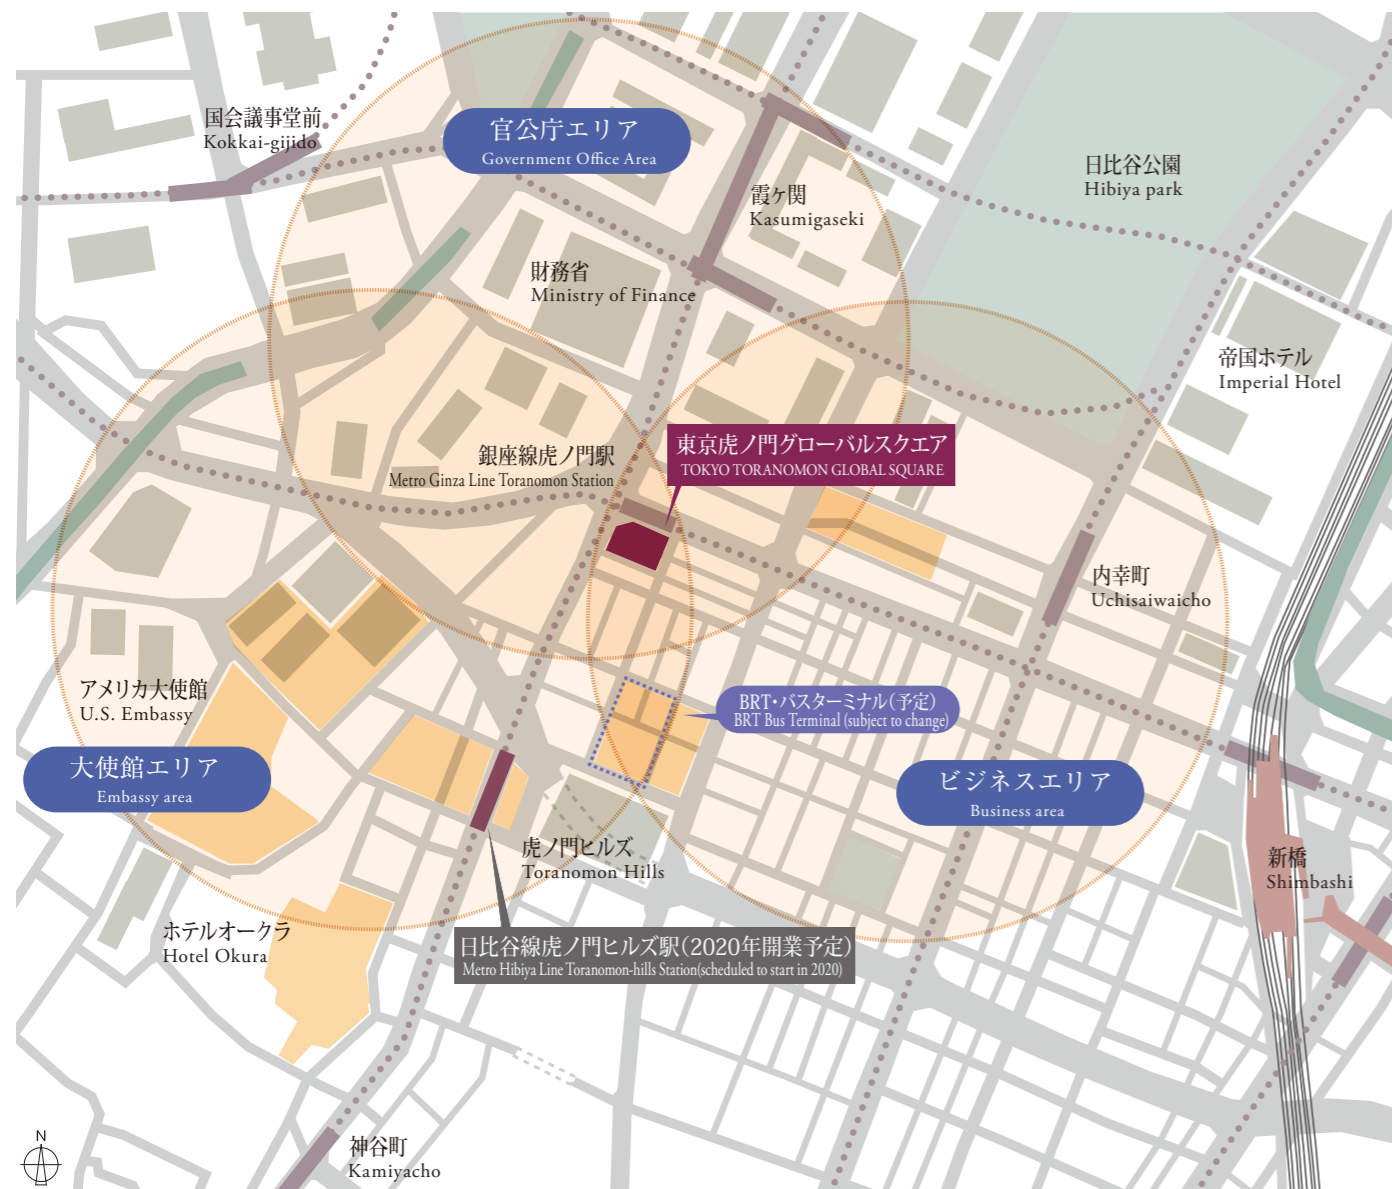 国会議事堂前
Kokkai-gijido
官公庁エリア
Government Office Area
霞ヶ関
Kasumigaseki
日比谷公園
Hibiya park
財務省
Ministry of Finance
帝国ホテル
Imperial Hotel
銀座線虎ノ門駅
Metro Ginza Line Toranomon Station
東京虎ノ門グローバルスクエア
TOKYO TORANOMON GLOBAL SQUARE
内幸町
Uchisaiwaicho
アメリカ大使館
U.S. Embassy
BRT・バスターミナル（予定）
BRT Bus Terminal (subject to change)
大使館エリア
Embassy area
ビジネスエリア
Business area
虎ノ門ヒルズ
Toranomon Hills
新橋
Shimbashi
ホテルオークラ
Hotel Okura
日比谷線虎ノ門ヒルズ駅（2020年開業予定）
Metro Hibiya Line Toranomon-hills Station(scheduled to start in 2020)
神谷町
Kamiyacho
N